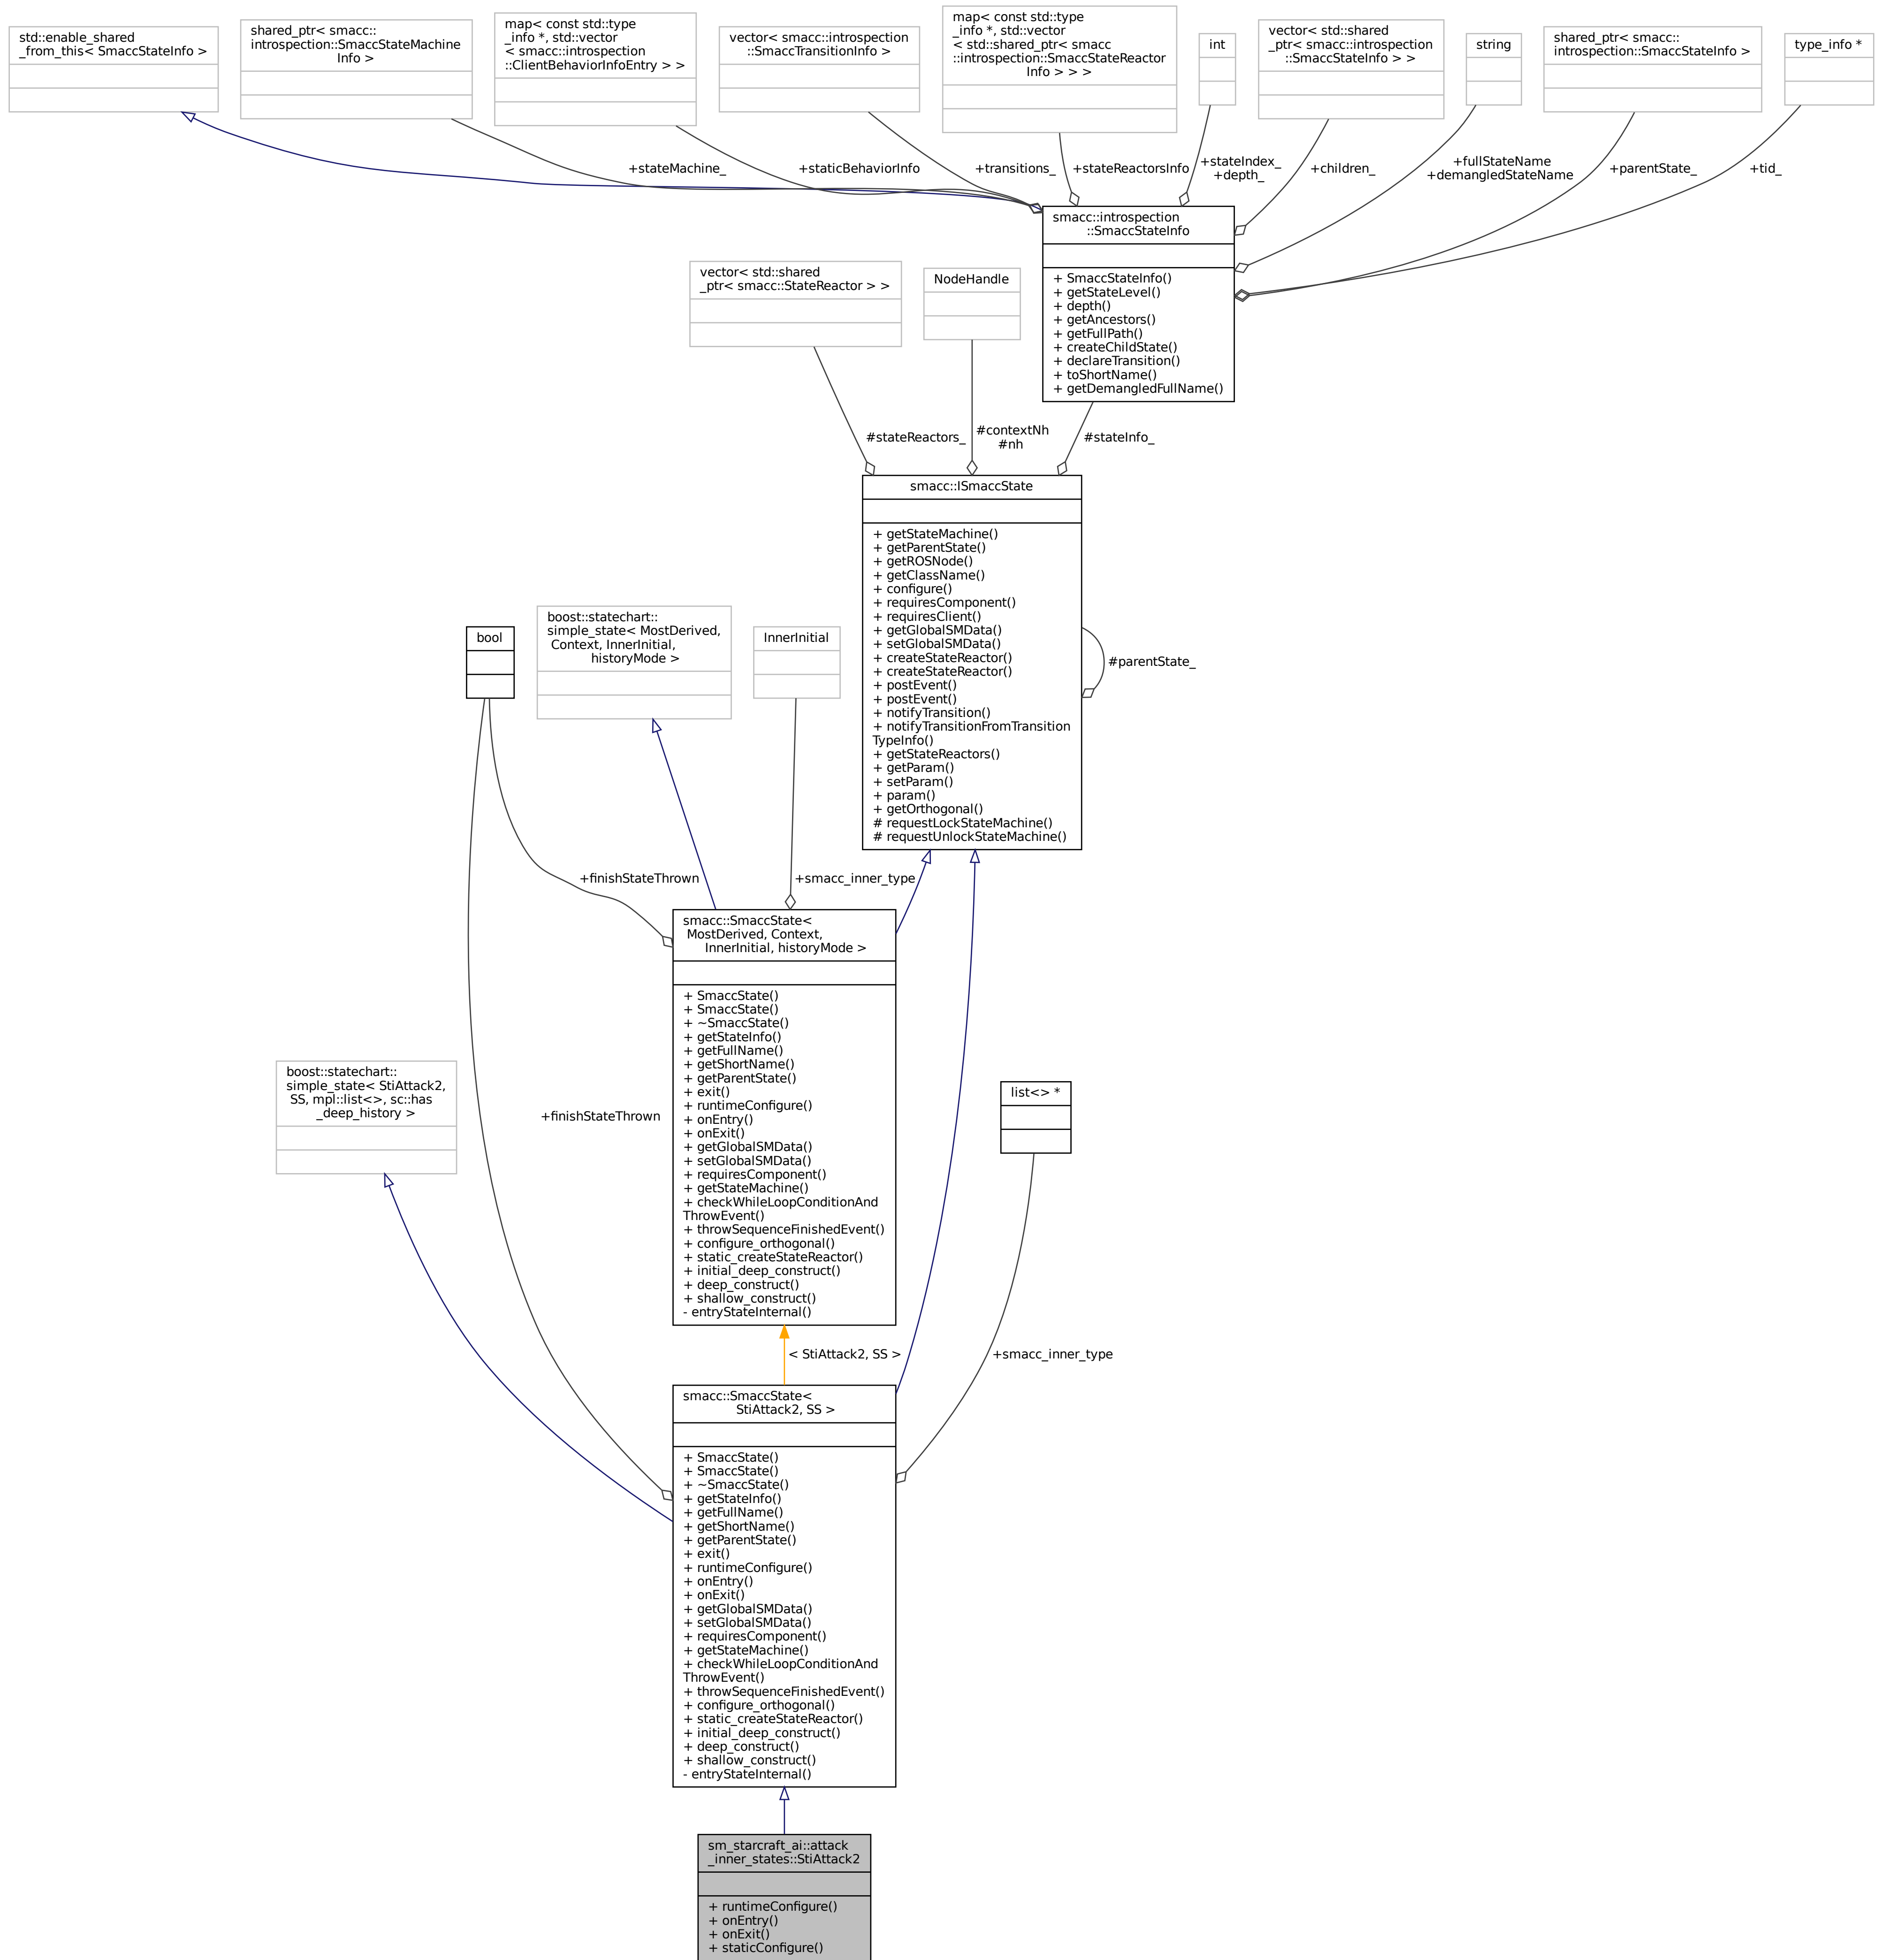 std::enable_shared
_from_this< SmaccStateInfo >
shared_ptr< smacc::
introspection::SmaccStateMachine
Info >
map< const std::type
_info *, std::vector
< smacc::introspection
::ClientBehaviorInfoEntry > >
vector< smacc::introspection
::SmaccTransitionInfo >
map< const std::type
_info *, std::vector
< std::shared_ptr< smacc
::introspection::SmaccStateReactor
Info > > >
int
vector< std::shared
_ptr< smacc::introspection
::SmaccStateInfo > >
string
shared_ptr< smacc::
introspection::SmaccStateInfo >
type_info *
+stateMachine_
+staticBehaviorInfo
+transitions_
+stateReactorsInfo
+stateIndex_
+depth_
+children_
+fullStateName
+demangledStateName
+parentState_
+tid_
smacc::introspection
::SmaccStateInfo
+ SmaccStateInfo()
+ getStateLevel()
+ depth()
+ getAncestors()
+ getFullPath()
+ createChildState()
+ declareTransition()
+ toShortName()
+ getDemangledFullName()
vector< std::shared
_ptr< smacc::StateReactor > >
NodeHandle
#stateReactors_
#contextNh
#nh
#stateInfo_
smacc::ISmaccState
+ getStateMachine()
+ getParentState()
+ getROSNode()
+ getClassName()
+ configure()
+ requiresComponent()
+ requiresClient()
+ getGlobalSMData()
+ setGlobalSMData()
+ createStateReactor()
+ createStateReactor()
+ postEvent()
+ postEvent()
+ notifyTransition()
+ notifyTransitionFromTransition
TypeInfo()
+ getStateReactors()
+ getParam()
+ setParam()
+ param()
+ getOrthogonal()
# requestLockStateMachine()
# requestUnlockStateMachine()
#parentState_
bool
boost::statechart::
simple_state< MostDerived,
Context, InnerInitial,
historyMode >
InnerInitial
+finishStateThrown
+smacc_inner_type
smacc::SmaccState<
MostDerived, Context,
InnerInitial, historyMode >
+ SmaccState()
+ SmaccState()
+ ~SmaccState()
+ getStateInfo()
+ getFullName()
+ getShortName()
+ getParentState()
+ exit()
+ runtimeConfigure()
+ onEntry()
+ onExit()
+ getGlobalSMData()
+ setGlobalSMData()
+ requiresComponent()
+ getStateMachine()
+ checkWhileLoopConditionAnd
ThrowEvent()
+ throwSequenceFinishedEvent()
+ configure_orthogonal()
+ static_createStateReactor()
+ initial_deep_construct()
+ deep_construct()
+ shallow_construct()
- entryStateInternal()
boost::statechart::
simple_state< StiAttack2,
SS, mpl::list<>, sc::has
_deep_history >
+finishStateThrown
list<> *
< StiAttack2, SS >
+smacc_inner_type
smacc::SmaccState<
StiAttack2, SS >
+ SmaccState()
+ SmaccState()
+ ~SmaccState()
+ getStateInfo()
+ getFullName()
+ getShortName()
+ getParentState()
+ exit()
+ runtimeConfigure()
+ onEntry()
+ onExit()
+ getGlobalSMData()
+ setGlobalSMData()
+ requiresComponent()
+ getStateMachine()
+ checkWhileLoopConditionAnd
ThrowEvent()
+ throwSequenceFinishedEvent()
+ configure_orthogonal()
+ static_createStateReactor()
+ initial_deep_construct()
+ deep_construct()
+ shallow_construct()
- entryStateInternal()
sm_starcraft_ai::attack
_inner_states::StiAttack2
+ runtimeConfigure()
+ onEntry()
+ onExit()
+ staticConfigure()